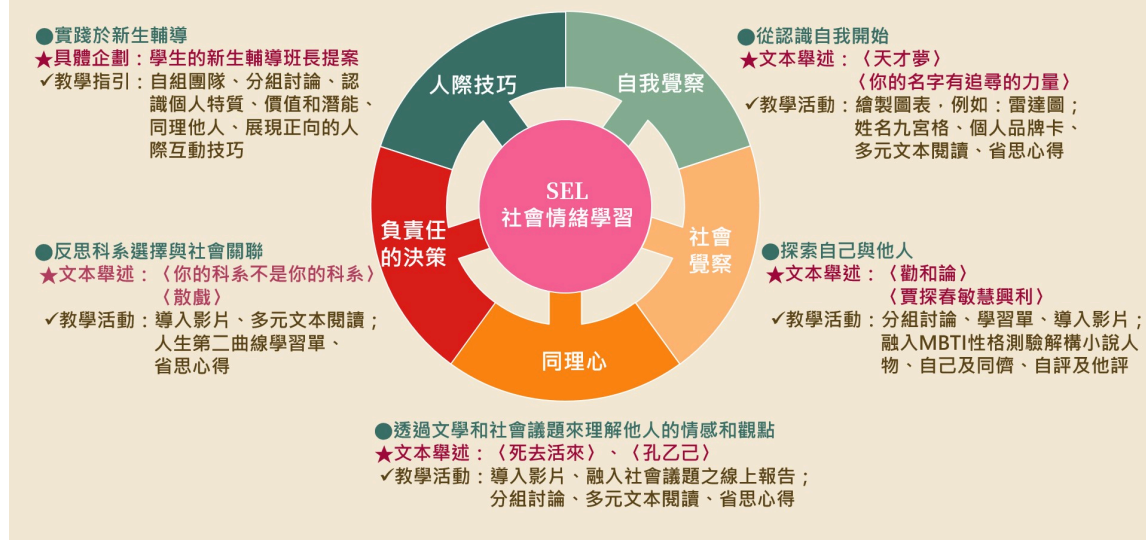 ●實踐於新生輔導
★具體企劃：學生的新生輔導班長提案
✓教學指引：自組團隊、分組討論、認
識個人特質、價值和潛能、
同理他人、展現正向的人
際互動技巧
●從認識自我開始
★文本舉述：〈天才夢〉
〈你的名字有追尋的力量〉
✓教學活動：繪製圖表，例如：雷達圖；
姓名九宮格、個人品牌卡、
多元文本閱讀、省思心得
人際技巧
自我覺察
SEL
社會情緒學習
負責任
的決策
社會
覺察
同理心
●反思科系選擇與社會關聯
★文本舉述：〈你的科系不是你的科系〉
〈散戲〉
✓教學活動：導入影片、多元文本閱讀；
人生第二曲線學習單、
省思心得
●探索自己與他人
★文本舉述：〈勸和論〉
〈賈探春敏慧興利〉
✓教學活動：分組討論、學習單、導入影片；
融入MBTI性格測驗解構小說人
物、自己及同儕、自評及他評
●透過文學和社會議題來理解他人的情感和觀點
★文本舉述：〈死去活來〉、〈孔乙己〉
✓教學活動：導入影片、融入社會議題之線上報告；
分組討論、多元文本閱讀、省思心得